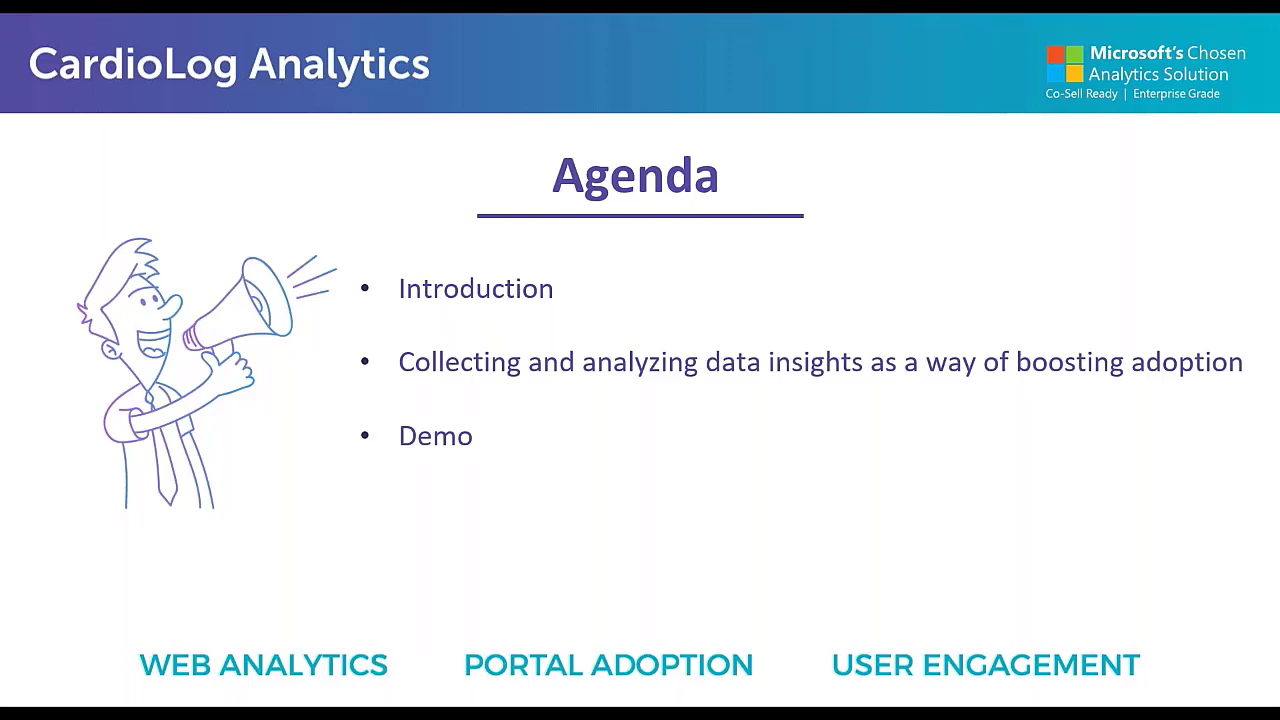 CardioLog Analytics
Microsoft's Chosen
Analytics Solution
Co-Sell Ready | Enterprise Grade
Agenda
• Introduction
• Collecting and analyzing data insights as a way of boosting adoption
• Demo
WEB ANALYTICS PORTAL ADOPTION USER ENGAGEMENT